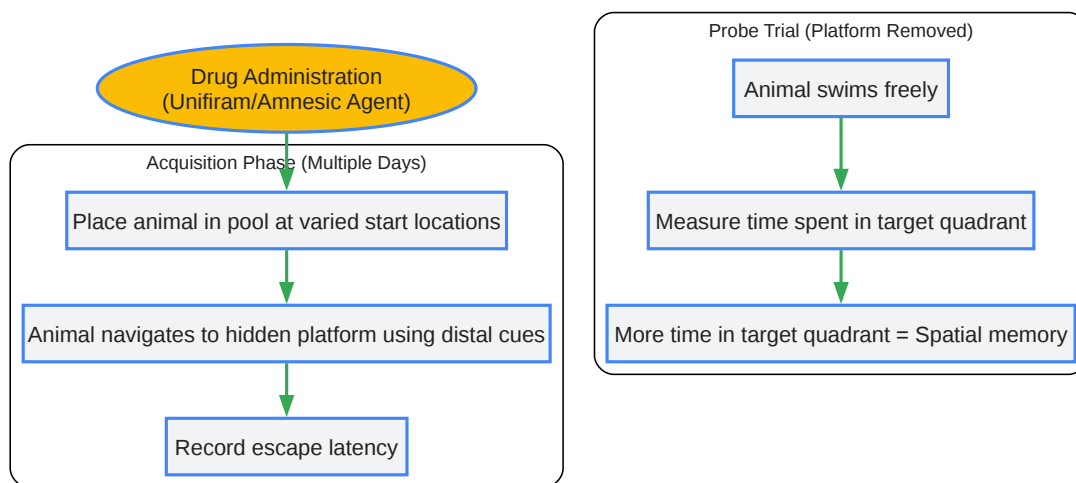 Drug Administration
(Unifiram/Amnesic Agent)
Acquisition Phase (Multiple Days)
Place animal in pool at varied start locations
Animal navigates to hidden platform using distal cues
Record escape latency
Probe Trial (Platform Removed)
Animal swims freely
Measure time spent in target quadrant
More time in target quadrant = Spatial memory